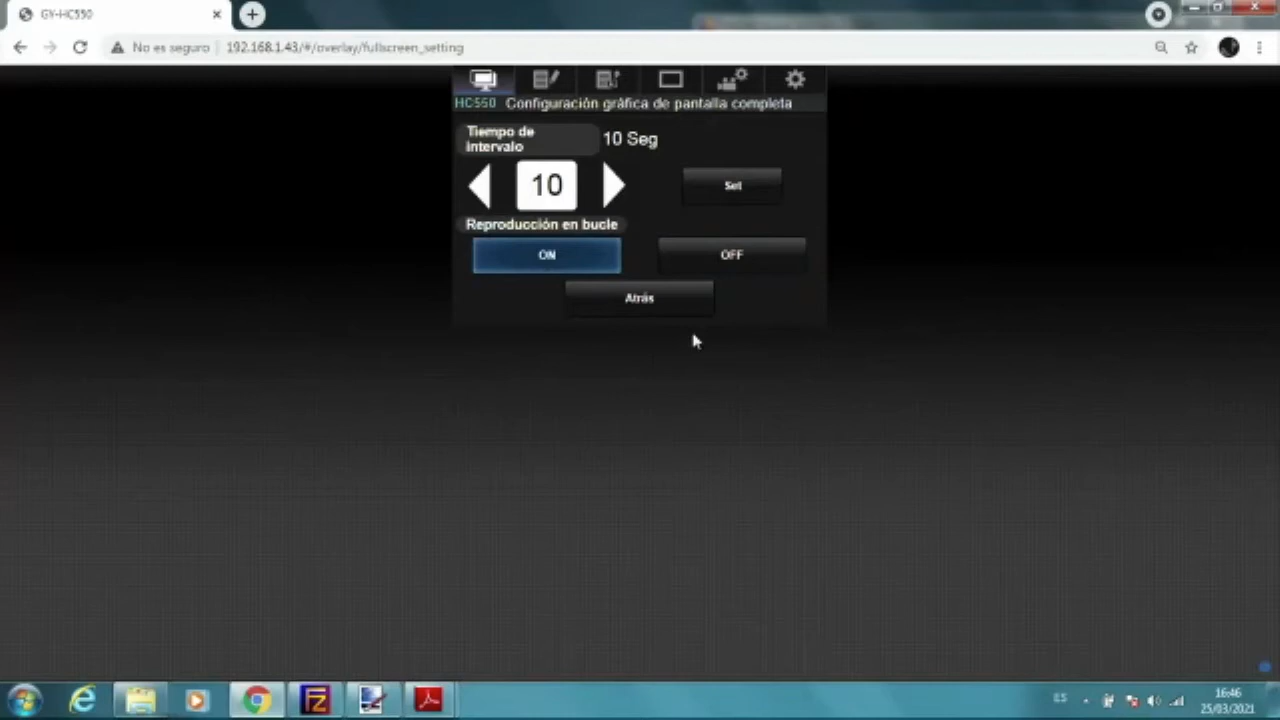 GY-HC550
No es seguro 192.168.1.43/#/overlay/fullscreen_setting
HC550 Configuración gráfica de pantalla completa
Tiempo de
intervalo
10 Seg
10
Set
Reproducción en bucle
ON OFF
Atrás
ES
16:46
25/03/2021